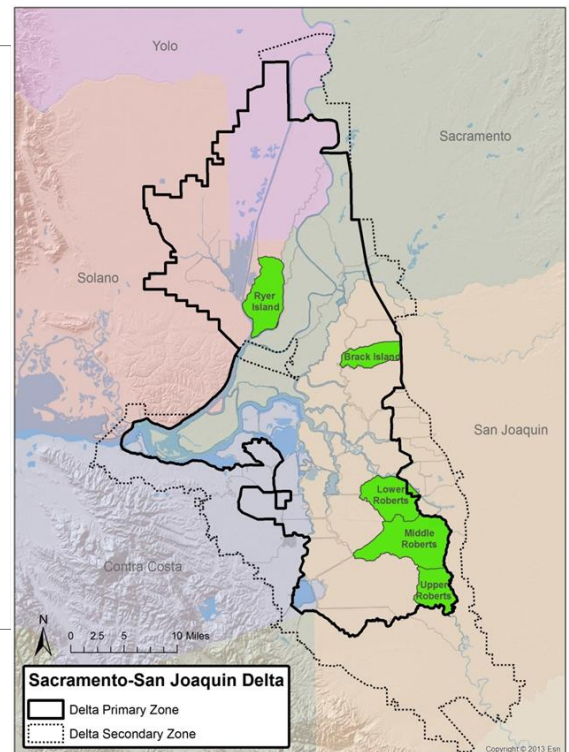 Yolo
Sacramento
Solano
Ryer
Island
Brack Island
San Joaquin
Lower
Roberts
Middle
Roberts
Contra Costa
Upper
Roberts
N
0 2.5 5 10 Miles
Sacramento-San Joaquin Delta
Delta Primary Zone
Delta Secondary Zone
Copyright © 2013 Esri